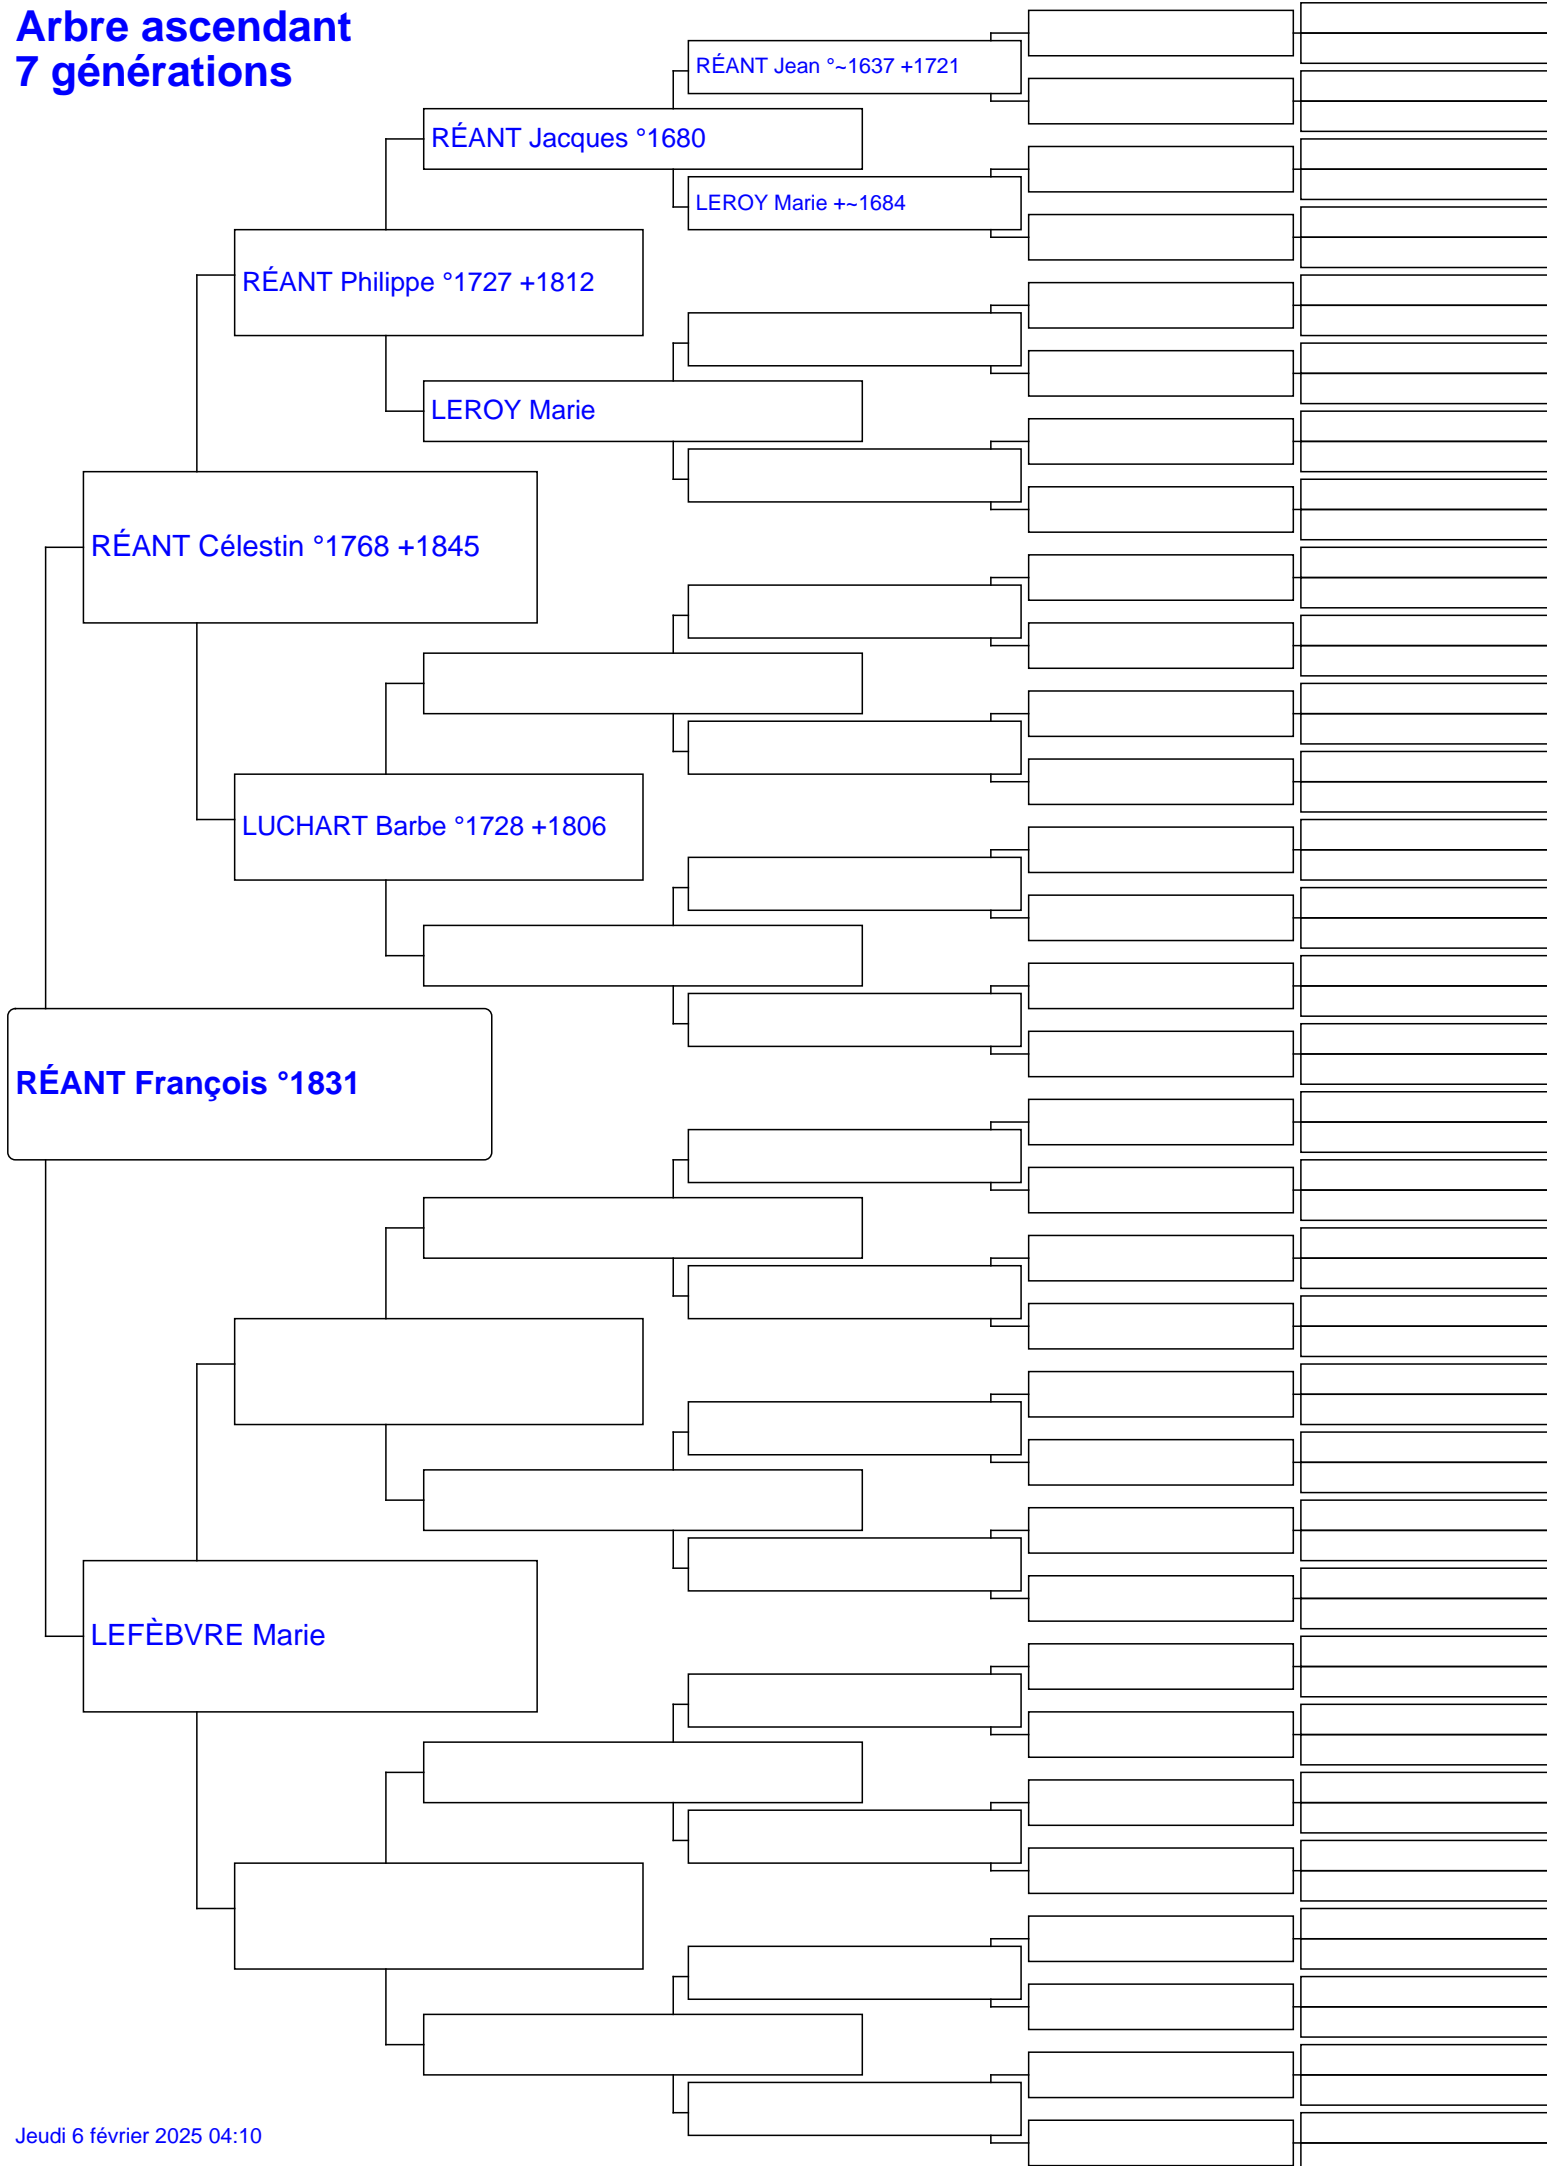 Arbre ascendant
7 générations
RÉANT Jean °~1637 +1721
RÉANT Jacques °1680
LEROY Marie +~1684
RÉANT Philippe °1727 +1812
LEROY Marie
RÉANT Célestin °1768 +1845
LUCHART Barbe °1728 +1806
RÉANT François °1831
LEFÈBVRE Marie
Jeudi 6 février 2025 04:10